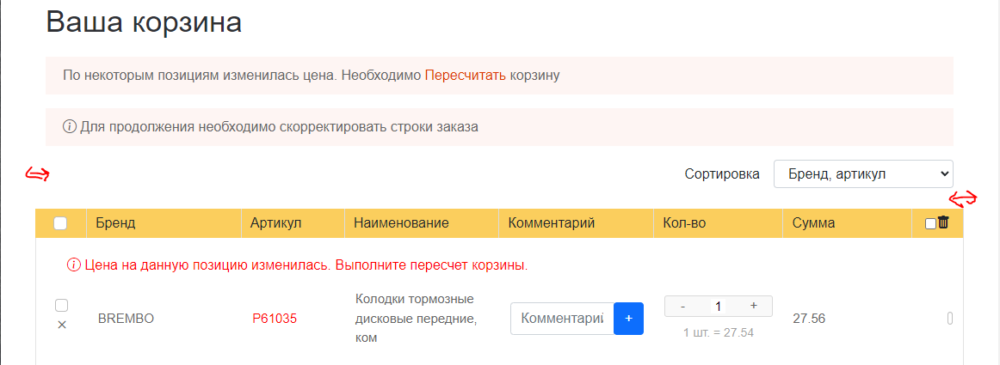 Ваша корзина
По некоторым позициям изменилась цена. Необходимо Пересчитать корзину
Для продолжения необходимо скорректировать строки заказа
Сортировка Бренд, артикул
Бренд Артикул Наименование Комментарий Кол-во Сумма
Цена на данную позицию изменилась. Выполните пересчет корзины.
Колодки тормозные
дисковые передние,
ком
BREMBO P61035 Комментарий + - 1 + 27.56
1 шт. = 27.54